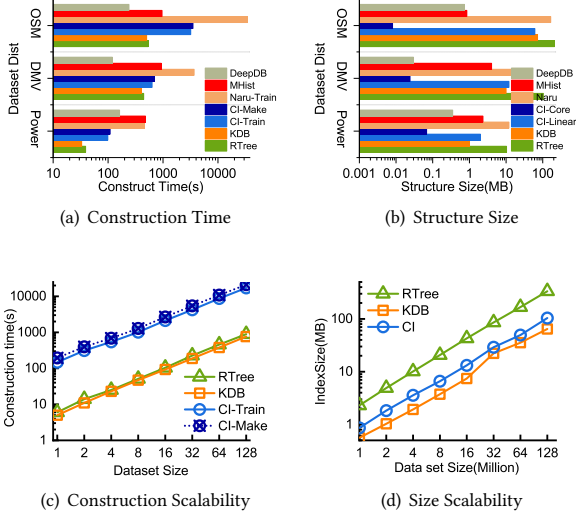 OSM
DMV
Power
Dataset Dist
DeepDB
MHist
Naru-Train
CI-Make
CI-Train
KDB
RTree
10 100 1000 10000
Construct Time(s)
(a) Construction Time
OSM
DMV
Power
Dataset Dist
DeepDB
MHist
Naru
CI-Core
CI-Linear
KDB
RTree
0.001 0.01 0.1 1 10 100
Structure Size(MB)
(b) Structure Size
10000
1000
100
10
1
Construction time(s)
RTree
KDB
CI-Train
CI-Make
1 2 4 8 16 32 64 128
Dataset Size
(c) Construction Scalability
100
10
1
IndexSize(MB)
RTree
KDB
CI
1 2 4 8 16 32 64 128
Data set Size(Million)
(d) Size Scalability